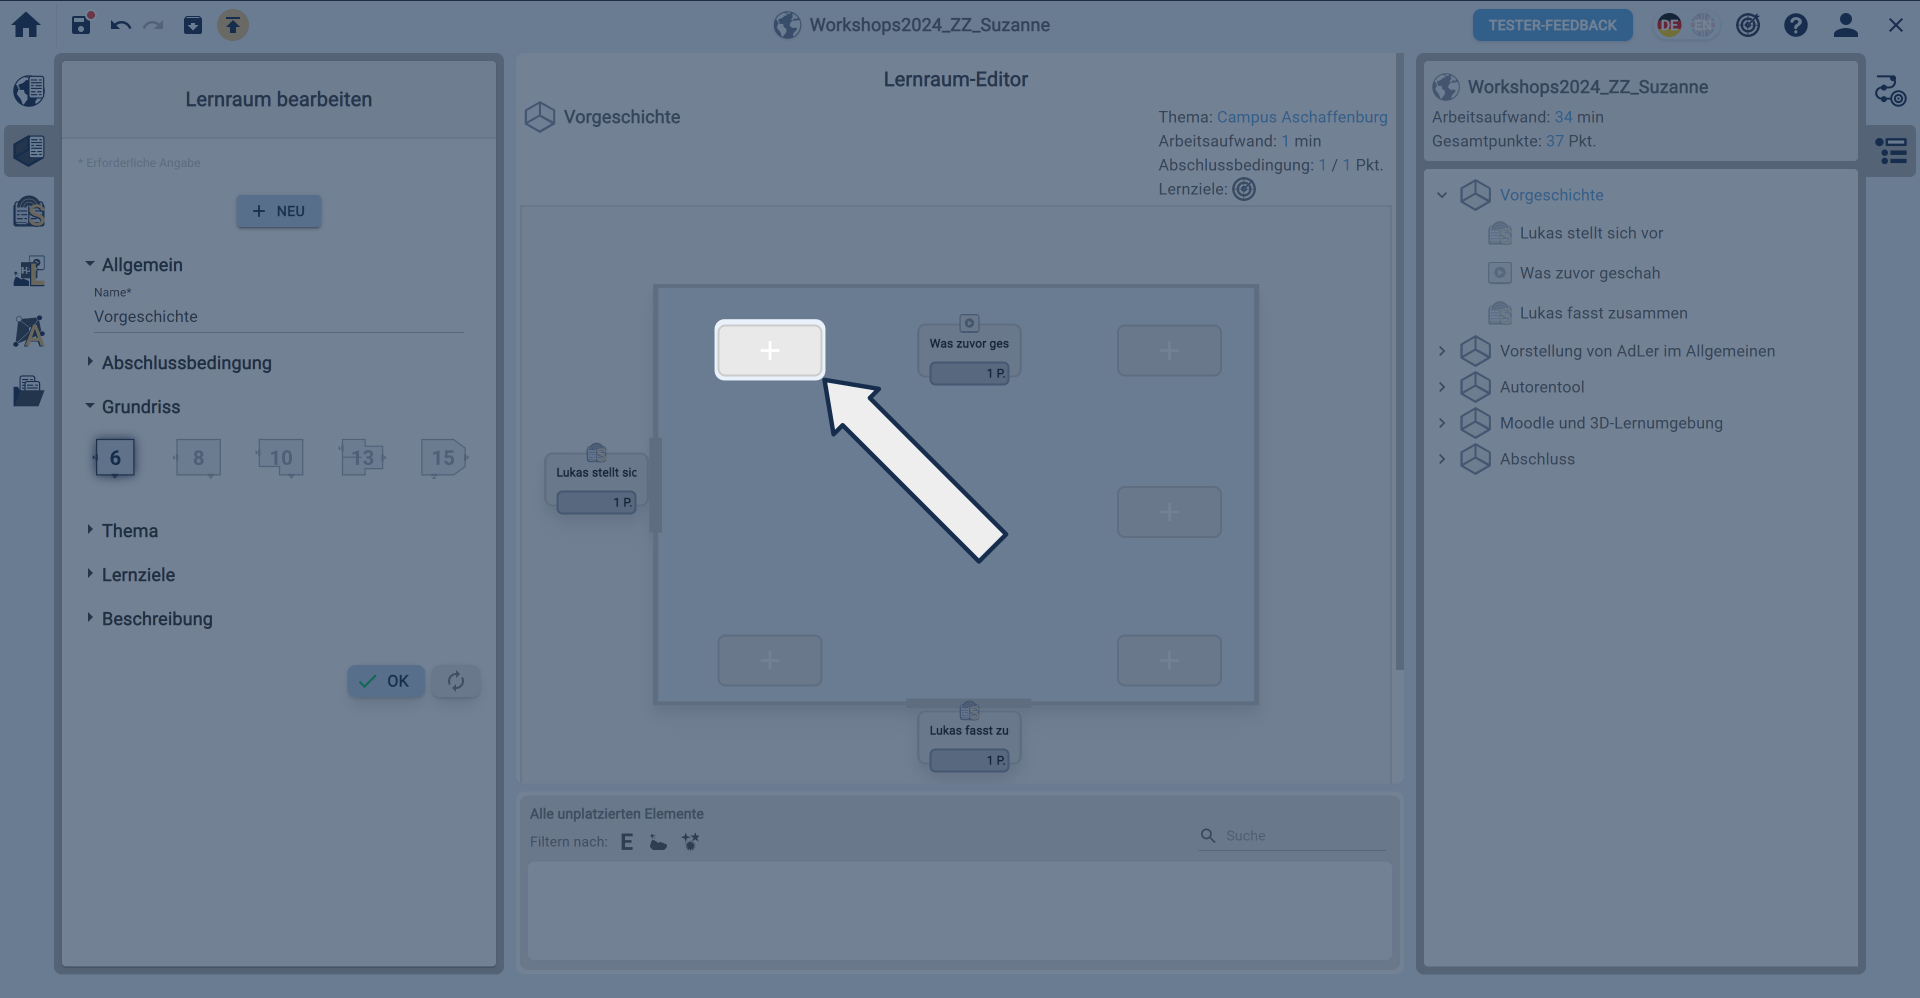 Workshops2024_ZZ_Suzanne
TESTER-FEEDBACK
DE
EN
Lernraum bearbeiten
* Erforderliche Angabe
+ NEU
Allgemein
Name*
Vorgeschichte
Abschlussbedingung
Grundriss
6
8
10
13
15
Thema
Lernziele
Beschreibung
OK
Lernraum-Editor
Vorgeschichte
Thema: Campus Aschaffenburg
Arbeitsaufwand: 1 min
Abschlussbedingung: 1 / 1 Pkt.
Lernziele:
Was zuvor ges
1 P.
Lukas stellt sic
1 P.
Lukas fasst zu
1 P.
Alle unplatzierten Elemente
Filtern nach: E
Suche
Workshops2024_ZZ_Suzanne
Arbeitsaufwand: 34 min
Gesamtpunkte: 37 Pkt.
Vorgeschichte
Lukas stellt sich vor
Was zuvor geschah
Lukas fasst zusammen
Vorstellung von AdLer im Allgemeinen
Autorentool
Moodle und 3D-Lernumgebung
Abschluss